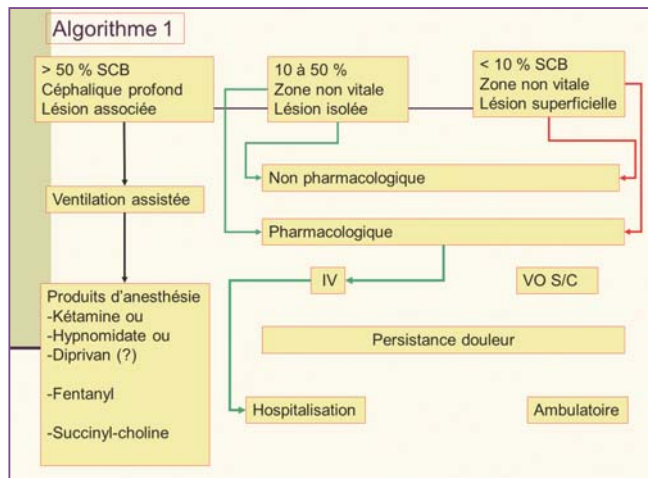 Algorithme 1
> 50 % SCB
Céphalique profond
Lésion associée
10 à 50 %
Zone non vitale
Lésion isolée
< 10 % SCB
Zone non vitale
Lésion superficielle
Non pharmacologique
Ventilation assistée
Pharmacologique
IV
VO S/C
Produits d'anesthésie
-Kétamine ou
-Hypnomidate ou
-Diprivan (?)
-Fentanyl
-Succinyl-choline
Persistance douleur
Hospitalisation
Ambulatoire